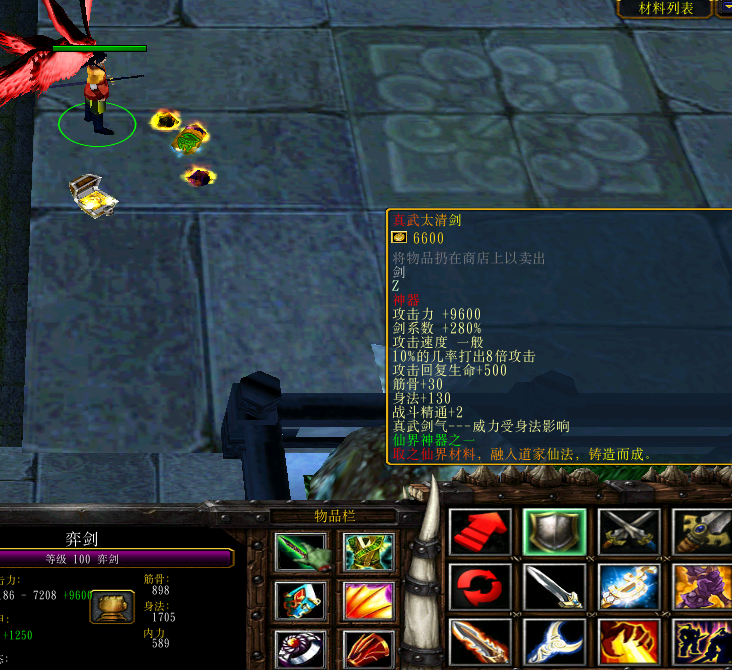 材料列表
真武太清剑
6600
将物品扔在商店上以卖出
剑
Z
神器
攻击力 +9600
剑系数 +280%
攻击速度 一般
10%的几率打出8倍攻击
攻击回复生命+500
筋骨+30
身法+130
战斗精通+2
真武剑气---威力受身法影响
仙界神器之一
取之仙界材料，融入道家仙法，铸造而成。
物品栏
弈剑
等级 100 弈剑
击力:
186 - 7208 +9600
+1250
筋骨:
898
身法:
1705
内力
589